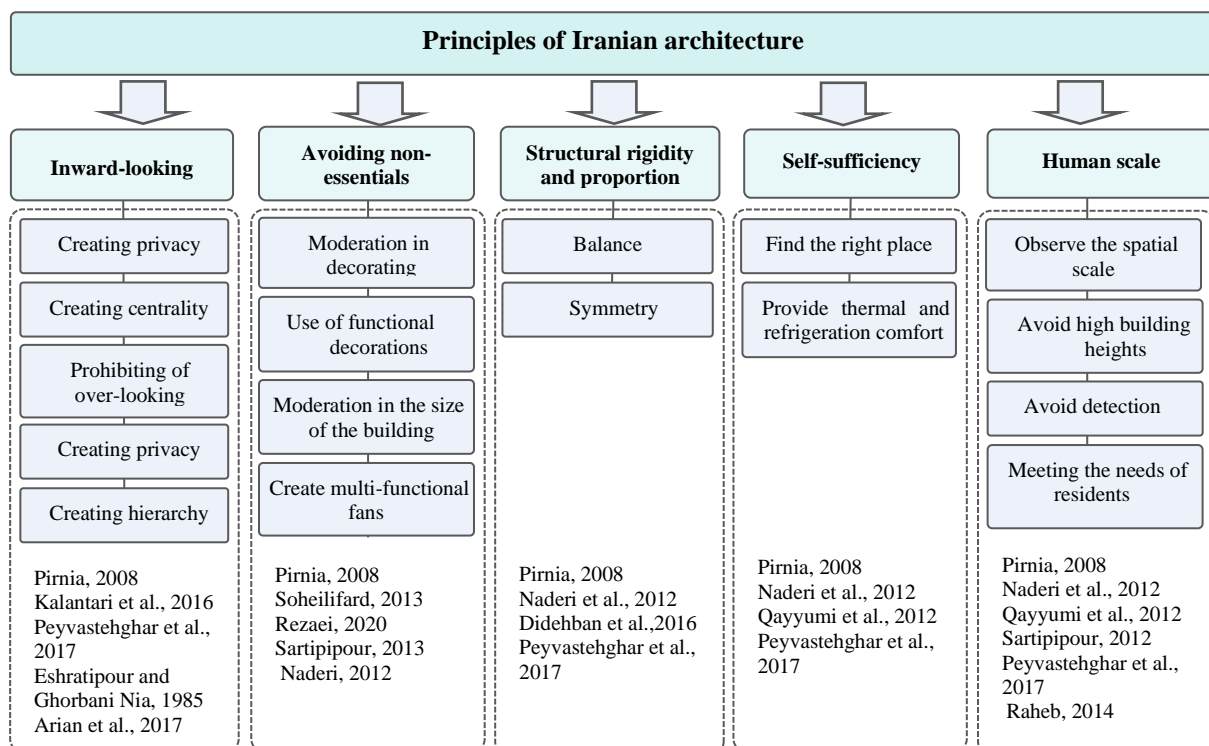 Principles of Iranian architecture
Inward-looking
Creating privacy
Creating centrality
Prohibiting of
over-looking
Creating privacy
Creating hierarchy
Pirnia, 2008
Kalantari et al., 2016
Peyvastehghar et al.,
2017
Eshratipour and
Ghorbani Nia, 1985
Arian et al., 2017
Avoiding non-
essentials
Moderation in
decorating
Use of functional
decorations
Moderation in the size
of the building
Create multi-functional
fans
Pirnia, 2008
Soheilifard, 2013
Rezaei, 2020
Sartipipour, 2013
Naderi, 2012
Structural rigidity
and proportion
Balance
Symmetry
Pirnia, 2008
Naderi et al., 2012
Didehban et al.,2016
Peyvastehghar et al.,
2017
Self-sufficiency
Find the right place
Provide thermal and
refrigeration comfort
Pirnia, 2008
Naderi et al., 2012
Qayyumi et al., 2012
Peyvastehghar et al.,
2017
Human scale
Observe the spatial
scale
Avoid high building
heights
Avoid detection
Meeting the needs of
residents
Pirnia, 2008
Naderi et al., 2012
Qayyumi et al., 2012
Sartipipour, 2012
Peyvastehghar et al.,
2017
Raheb, 2014